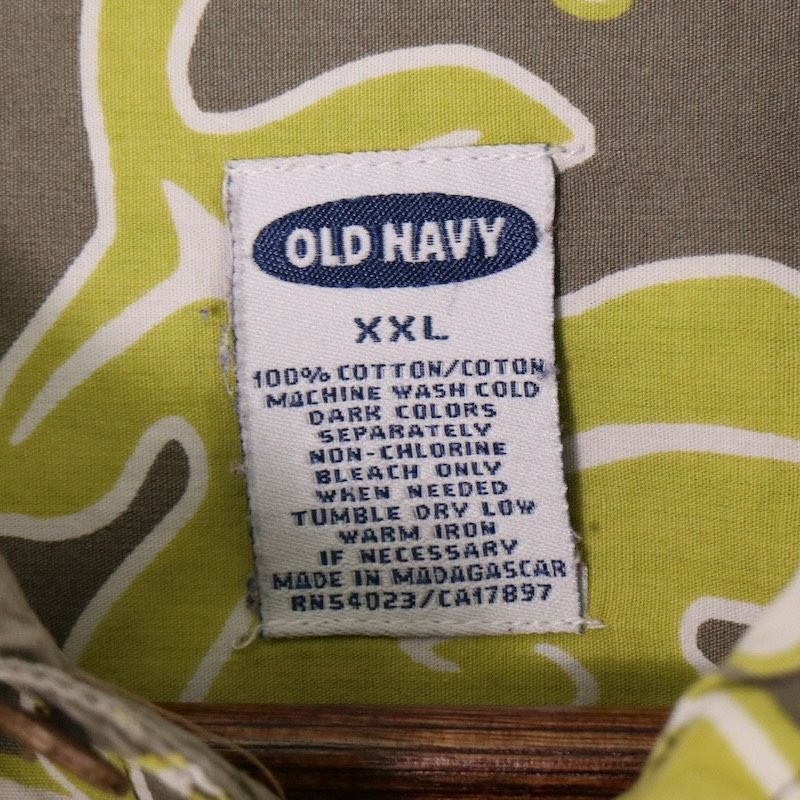 OLD NAVY
XXL
100% COTTON/COTON
MACHINE WASH COLD
DARK COLORS
SEPARATELY
NON-CHLORINE
BLEACH ONLY
WHEN NEEDED
TUMBLE DRY LOW
WARM IRON
IF NECESSARY
MADE IN MADAGASCAR
RN54023/CA17897